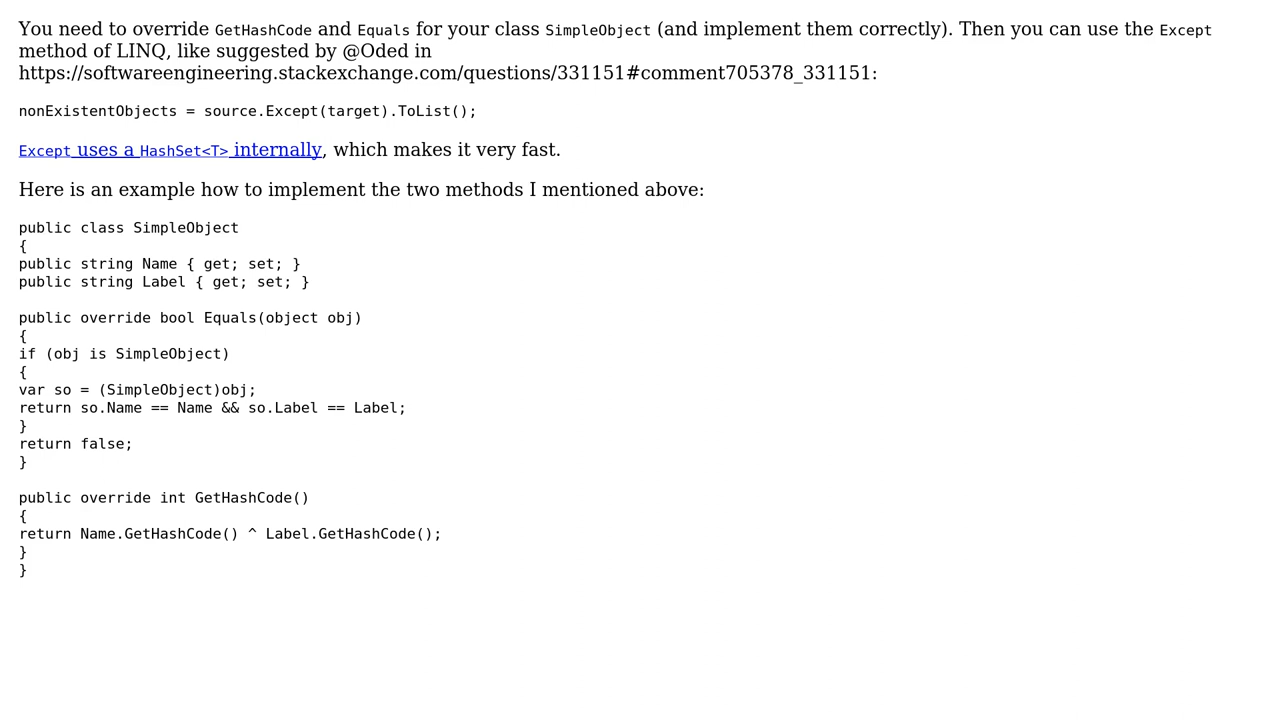 You need to override GetHashCode and Equals for your class SimpleObject (and implement them correctly). Then you can use the Except
method of LINQ, like suggested by @Oded in
https://softwareengineering.stackexchange.com/questions/331151#comment705378_331151:
nonExistentObjects = source.Except(target).ToList();
Except uses a HashSet<T> internally, which makes it very fast.
Here is an example how to implement the two methods I mentioned above:
public class SimpleObject
{
public string Name { get; set; }
public string Label { get; set; }
public override bool Equals(object obj)
{
if (obj is SimpleObject)
{
var so = (SimpleObject)obj;
return so.Name == Name && so.Label == Label;
}
return false;
}
public override int GetHashCode()
{
return Name.GetHashCode() ^ Label.GetHashCode();
}
}